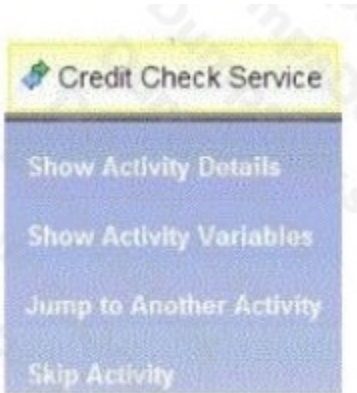 Credit Check Service
Show Activity Details
Show Activity Variables
Jump to Another Activity
Skip Activity